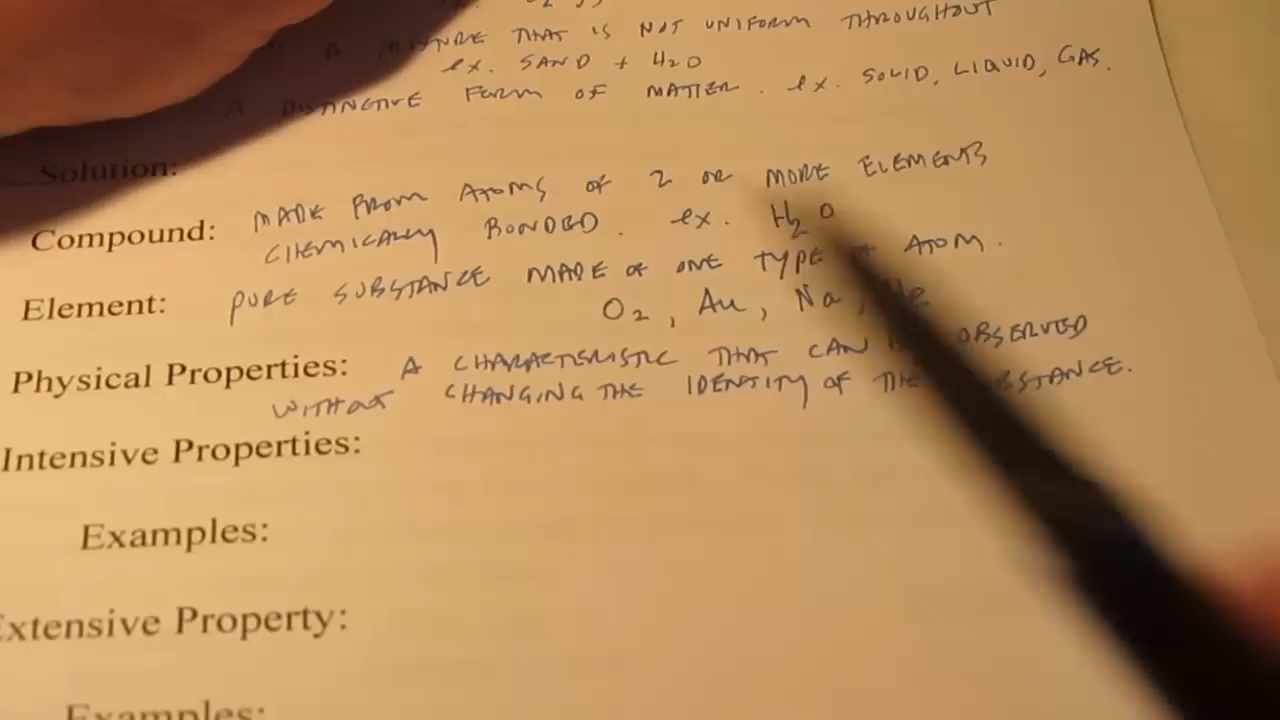 A MIXTURE THAT IS NOT UNIFORM THROUGHOUT
ex. SAND + H2O
A DISTINCTIVE FORM OF MATTER. ex. SOLID, LIQUID, GAS.
Solution:
Compound: MADE FROM ATOMS OF 2 OR MORE ELEMENTS
CHEMICALLY BONDED. ex. H2O
Element: PURE SUBSTANCE MADE OF ONE TYPE ATOM.
O2, Au, Na,
Physical Properties: A CHARACTERISTIC THAT CAN OBSERVED
WITHOUT CHANGING THE IDENTITY OF THE SUBSTANCE.
Intensive Properties:
Examples:
Extensive Property:
Examples: